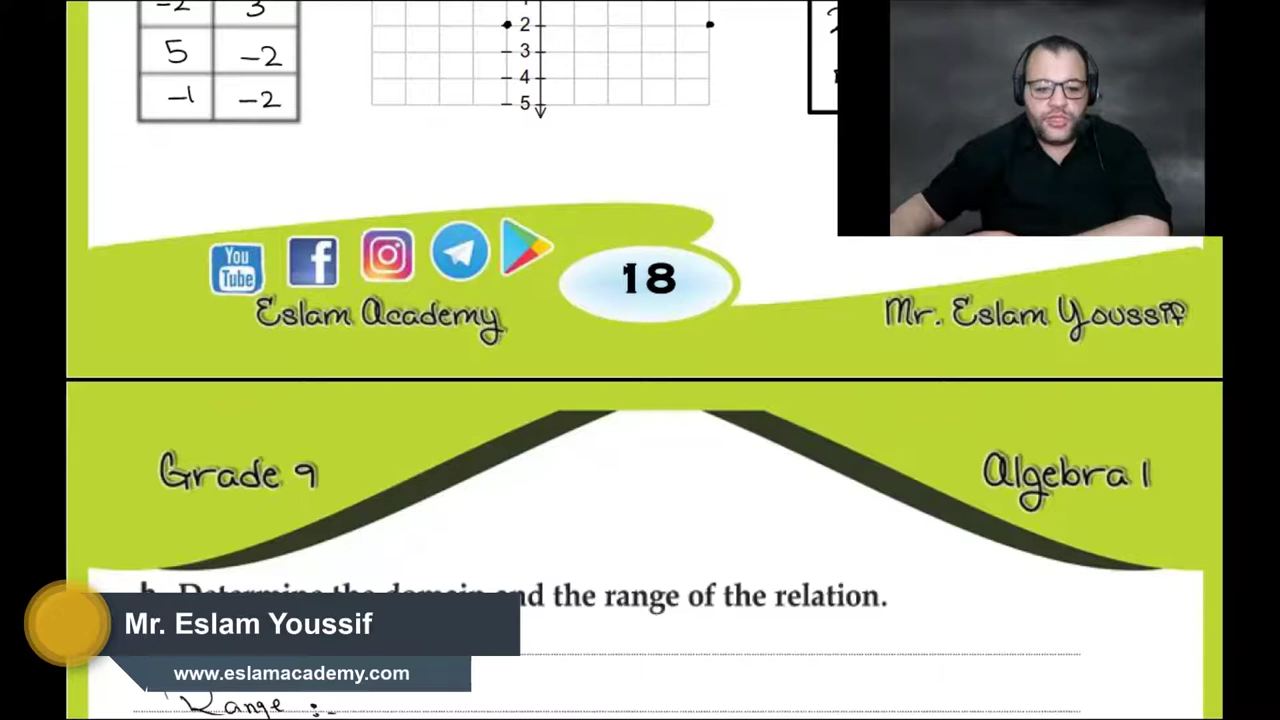 -2 3
5 -2
-1 -2
2
3
4
5
You
Tube
f
18
Eslam Academy
Mr. Eslam Youssif
Grade 9
Algebra 1
b. Determine the domain and the range of the relation.
Mr. Eslam Youssif
www.eslamacademy.com
Range :-